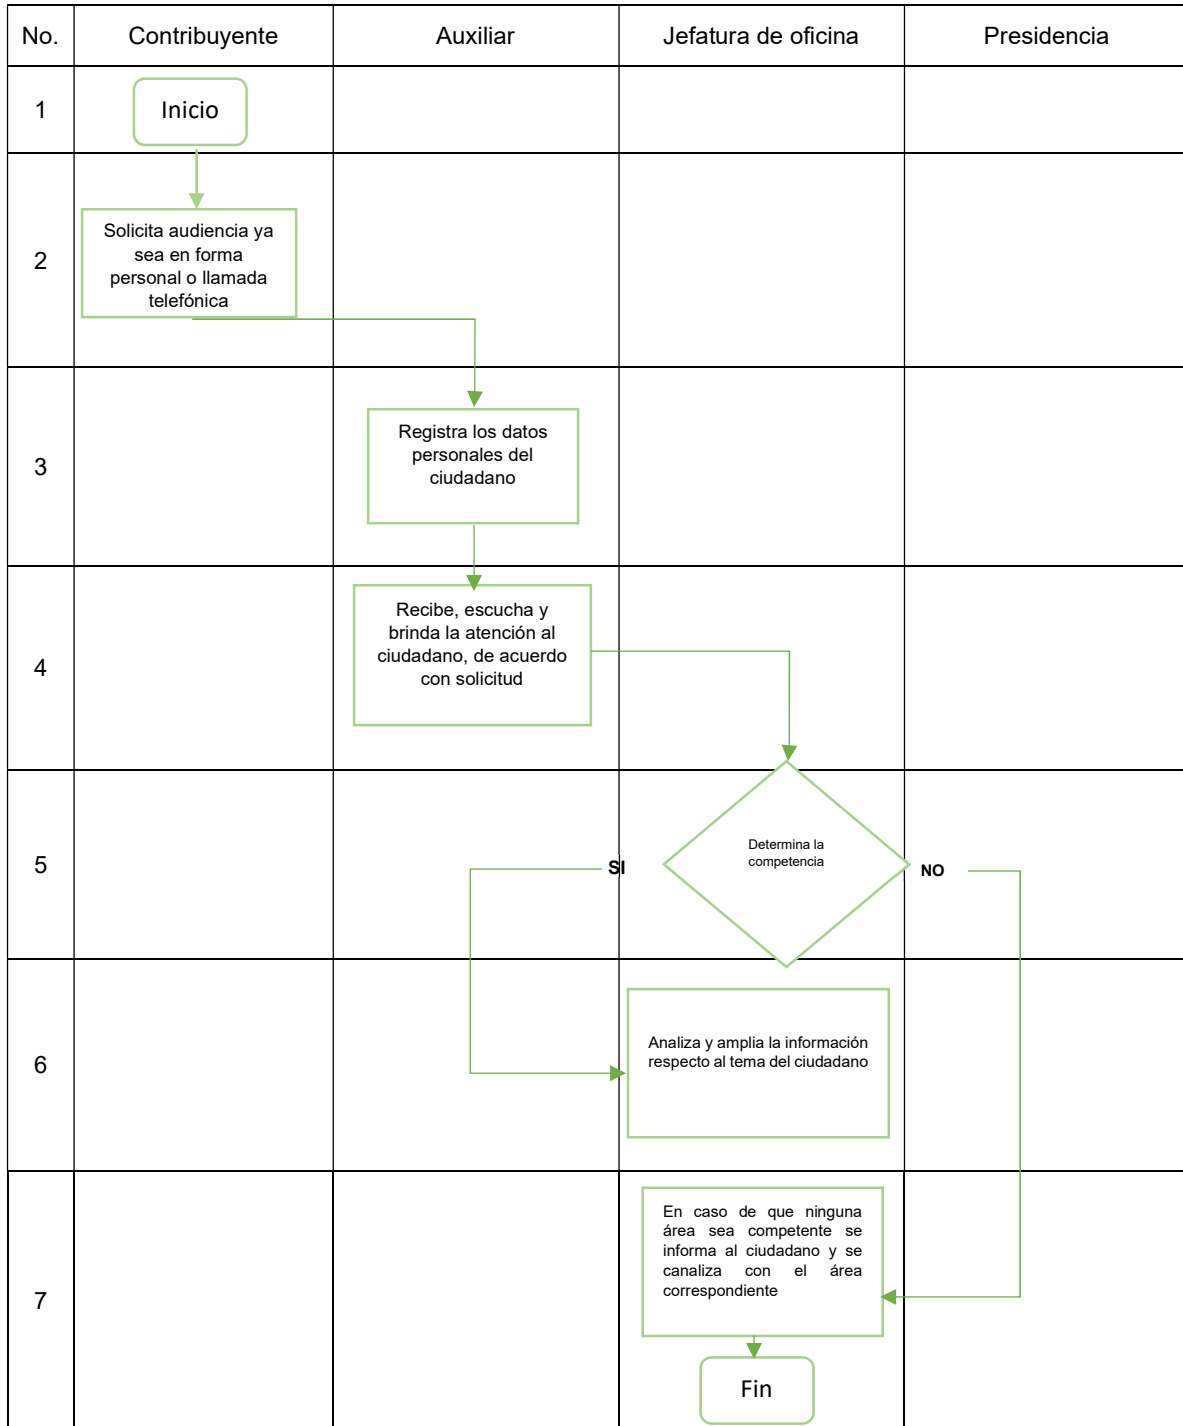 No.
Contribuyente
Auxiliar
Jefatura de oficina
Presidencia
1
Inicio
2
Solicita audiencia ya
sea en forma
personal o llamada
telefónica
3
Registra los datos
personales del
ciudadano
4
Recibe, escucha y
brinda la atención al
ciudadano, de acuerdo
con solicitud
5
Determina la
competencia
SI
NO
6
Analiza y amplia la información
respecto al tema del ciudadano
7
En caso de que ninguna
área sea competente se
informa al ciudadano y se
canaliza con el área
correspondiente
Fin